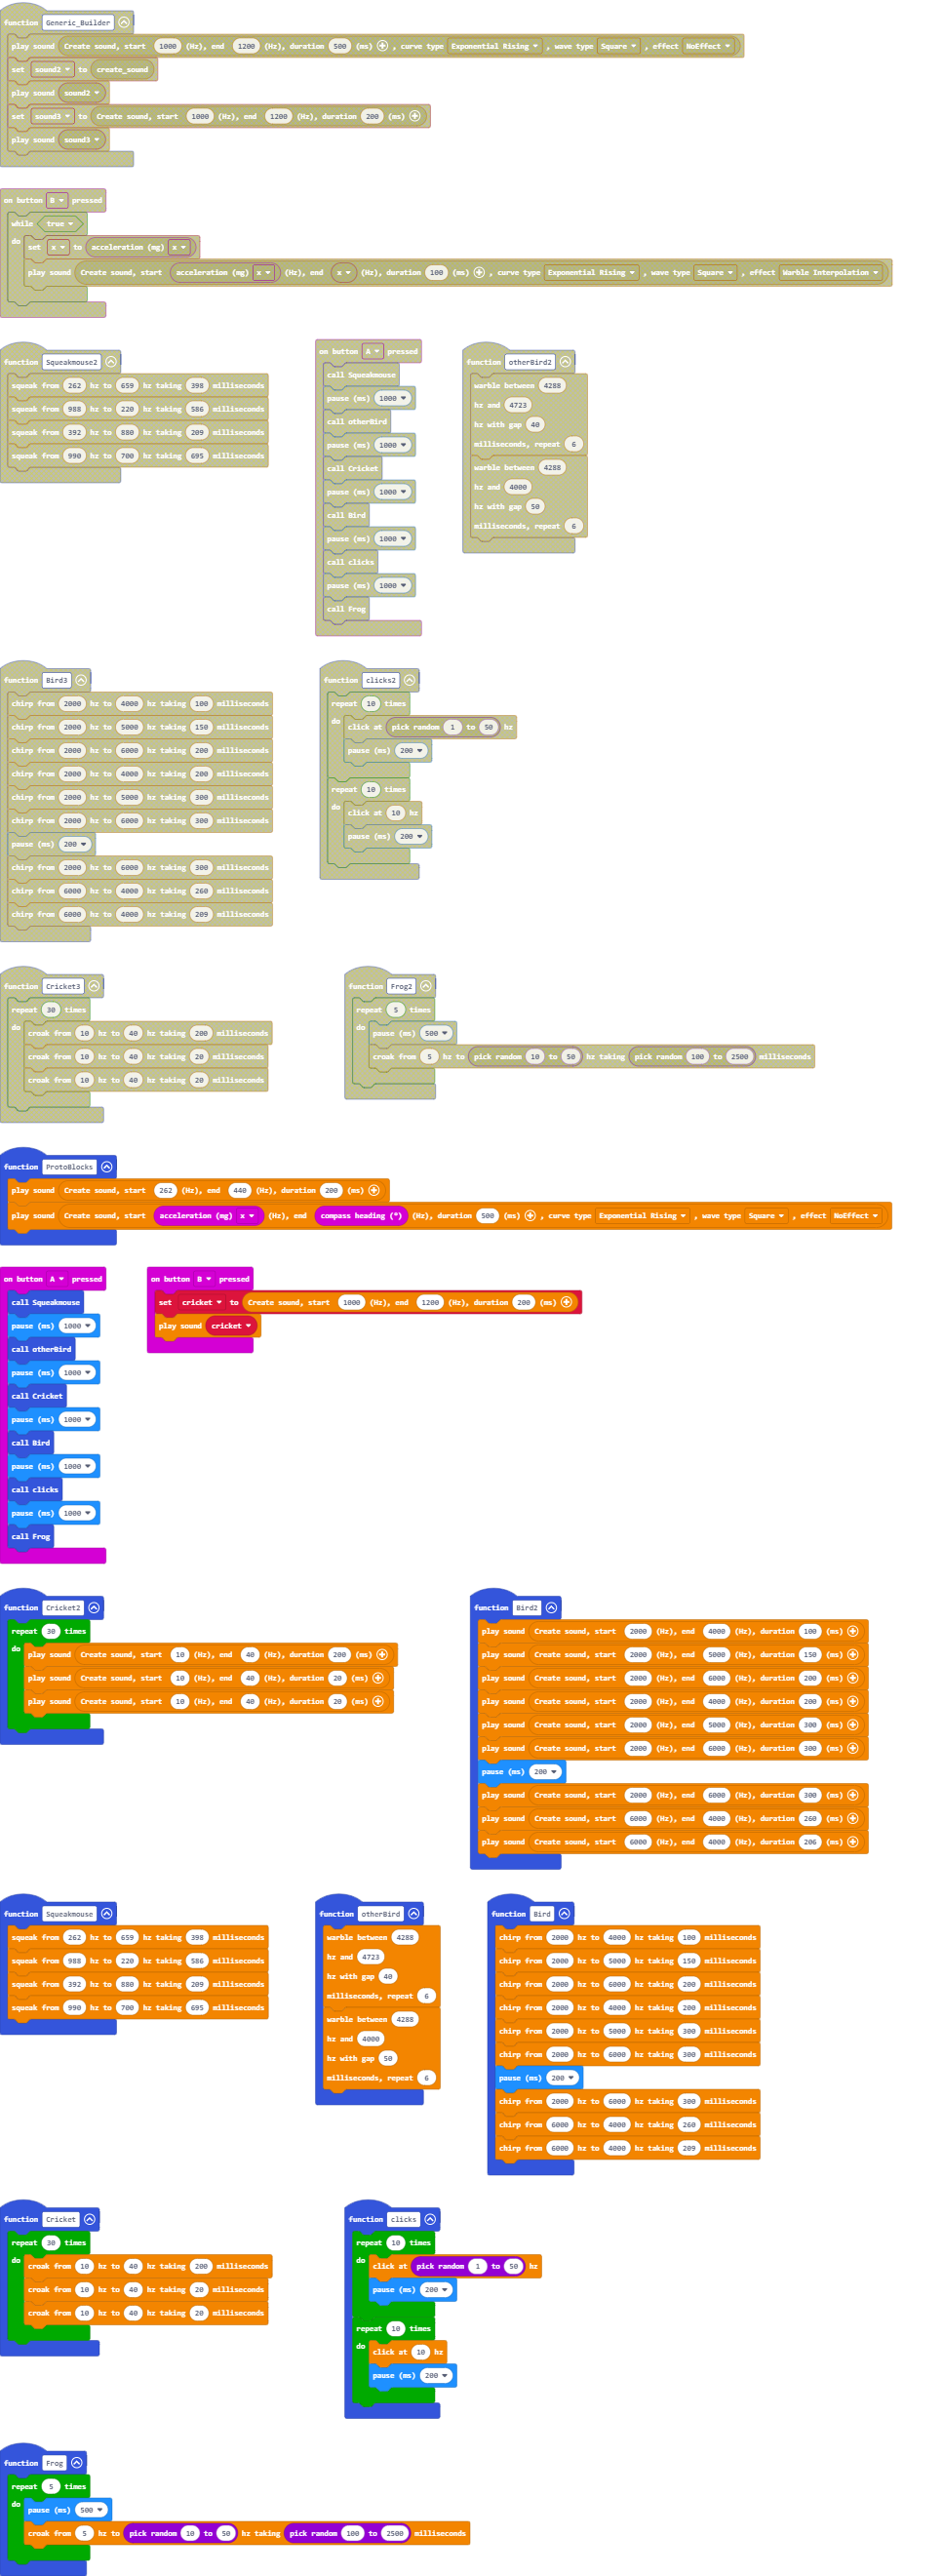 function Generic_Builder
play sound Create sound, start 1000 (Hz), end 1200 (Hz), duration 500 (ms) , curve type Exponential Rising , wave type Square , effect NoEffect
set sound2 to create_sound
play sound sound2
set sound3 to Create sound, start 1000 (Hz), end 1200 (Hz), duration 200 (ms)
play sound sound3
on button B pressed
while true
do
set x to acceleration (mg) x
play sound Create sound, start acceleration (mg) x (Hz), end x (Hz), duration 100 (ms) , curve type Exponential Rising , wave type Square , effect Warble Interpolation
function Squeakmouse2
squeak from 262 hz to 659 hz taking 398 milliseconds
squeak from 988 hz to 220 hz taking 586 milliseconds
squeak from 392 hz to 880 hz taking 209 milliseconds
squeak from 990 hz to 700 hz taking 695 milliseconds
on button A pressed
call Squeakmouse
pause (ms) 1000
call otherBird
pause (ms) 1000
call Cricket
pause (ms) 1000
call Bird
pause (ms) 1000
call clicks
pause (ms) 1000
call Frog
function otherBird2
warble between 4288
hz and 4723
hz with gap 40
milliseconds, repeat 6
warble between 4288
hz and 4000
hz with gap 50
milliseconds, repeat 6
function Bird3
chirp from 2000 hz to 4000 hz taking 100 milliseconds
chirp from 2000 hz to 5000 hz taking 150 milliseconds
chirp from 2000 hz to 6000 hz taking 200 milliseconds
chirp from 2000 hz to 4000 hz taking 200 milliseconds
chirp from 2000 hz to 5000 hz taking 300 milliseconds
chirp from 2000 hz to 6000 hz taking 300 milliseconds
pause (ms) 200
chirp from 2000 hz to 6000 hz taking 300 milliseconds
chirp from 6000 hz to 4000 hz taking 260 milliseconds
chirp from 6000 hz to 4000 hz taking 209 milliseconds
function clicks2
repeat 10 times
do
click at pick random 1 to 50 hz
pause (ms) 200
repeat 10 times
do
click at 10 hz
pause (ms) 200
function Cricket3
repeat 30 times
do
croak from 10 hz to 40 hz taking 200 milliseconds
croak from 10 hz to 40 hz taking 20 milliseconds
croak from 10 hz to 40 hz taking 20 milliseconds
function Frog2
repeat 5 times
do
pause (ms) 500
croak from 5 hz to pick random 10 to 50 hz taking pick random 100 to 2500 milliseconds
function ProtoBlocks
play sound Create sound, start 262 (Hz), end 440 (Hz), duration 200 (ms)
play sound Create sound, start acceleration (mg) x (Hz), end compass heading (°) (Hz), duration 500 (ms) , curve type Exponential Rising , wave type Square , effect NoEffect
on button A pressed
call Squeakmouse
pause (ms) 1000
call otherBird
pause (ms) 1000
call Cricket
pause (ms) 1000
call Bird
pause (ms) 1000
call clicks
pause (ms) 1000
call Frog
on button B pressed
set cricket to Create sound, start 1000 (Hz), end 1200 (Hz), duration 200 (ms)
play sound cricket
function Cricket2
repeat 30 times
do
play sound Create sound, start 10 (Hz), end 40 (Hz), duration 200 (ms)
play sound Create sound, start 10 (Hz), end 40 (Hz), duration 20 (ms)
play sound Create sound, start 10 (Hz), end 40 (Hz), duration 20 (ms)
function Bird2
play sound Create sound, start 2000 (Hz), end 4000 (Hz), duration 100 (ms)
play sound Create sound, start 2000 (Hz), end 5000 (Hz), duration 150 (ms)
play sound Create sound, start 2000 (Hz), end 6000 (Hz), duration 200 (ms)
play sound Create sound, start 2000 (Hz), end 4000 (Hz), duration 200 (ms)
play sound Create sound, start 2000 (Hz), end 5000 (Hz), duration 300 (ms)
play sound Create sound, start 2000 (Hz), end 6000 (Hz), duration 300 (ms)
pause (ms) 200
play sound Create sound, start 2000 (Hz), end 6000 (Hz), duration 300 (ms)
play sound Create sound, start 6000 (Hz), end 4000 (Hz), duration 260 (ms)
play sound Create sound, start 6000 (Hz), end 4000 (Hz), duration 206 (ms)
function Squeakmouse
squeak from 262 hz to 659 hz taking 398 milliseconds
squeak from 988 hz to 220 hz taking 586 milliseconds
squeak from 392 hz to 880 hz taking 209 milliseconds
squeak from 990 hz to 700 hz taking 695 milliseconds
function otherBird
warble between 4288
hz and 4723
hz with gap 40
milliseconds, repeat 6
warble between 4288
hz and 4000
hz with gap 50
milliseconds, repeat 6
function Bird
chirp from 2000 hz to 4000 hz taking 100 milliseconds
chirp from 2000 hz to 5000 hz taking 150 milliseconds
chirp from 2000 hz to 6000 hz taking 200 milliseconds
chirp from 2000 hz to 4000 hz taking 200 milliseconds
chirp from 2000 hz to 5000 hz taking 300 milliseconds
chirp from 2000 hz to 6000 hz taking 300 milliseconds
pause (ms) 200
chirp from 2000 hz to 6000 hz taking 300 milliseconds
chirp from 6000 hz to 4000 hz taking 260 milliseconds
chirp from 6000 hz to 4000 hz taking 209 milliseconds
function Cricket
repeat 30 times
do
croak from 10 hz to 40 hz taking 200 milliseconds
croak from 10 hz to 40 hz taking 20 milliseconds
croak from 10 hz to 40 hz taking 20 milliseconds
function clicks
repeat 10 times
do
click at pick random 1 to 50 hz
pause (ms) 200
repeat 10 times
do
click at 10 hz
pause (ms) 200
function Frog
repeat 5 times
do
pause (ms) 500
croak from 5 hz to pick random 10 to 50 hz taking pick random 100 to 2500 milliseconds